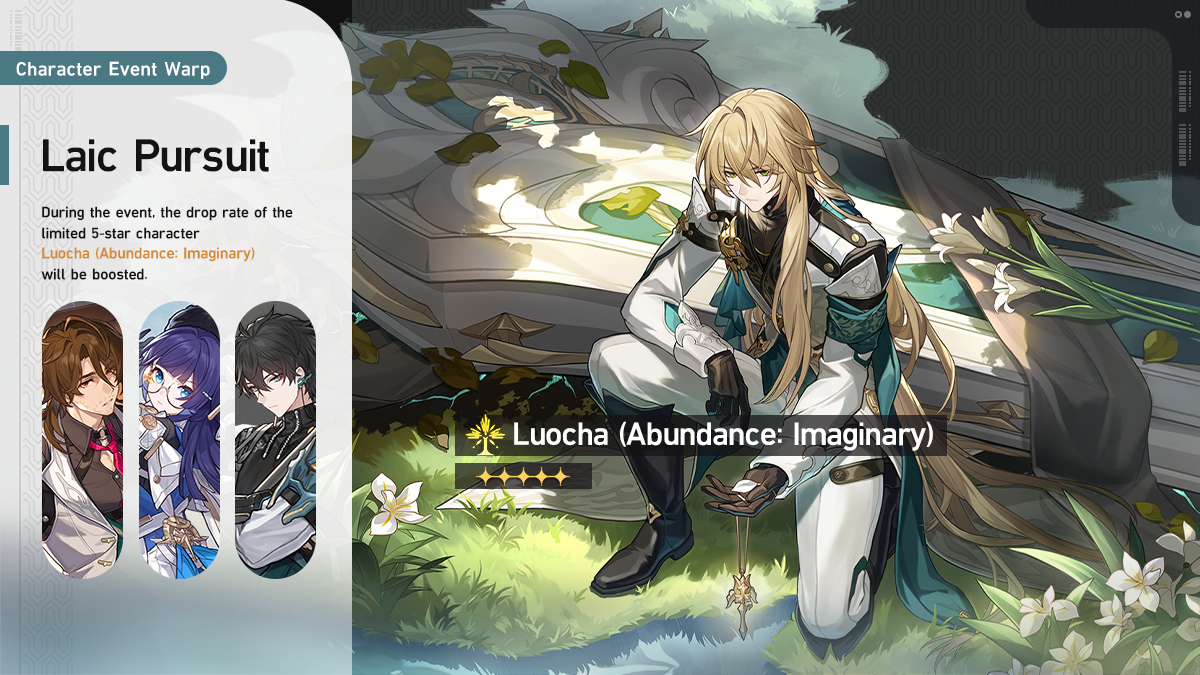 Character Event Warp
Laic Pursuit
During the event, the drop rate of the
limited 5-star character
Luocha (Abundance: Imaginary)
will be boosted.
Luocha (Abundance: Imaginary)